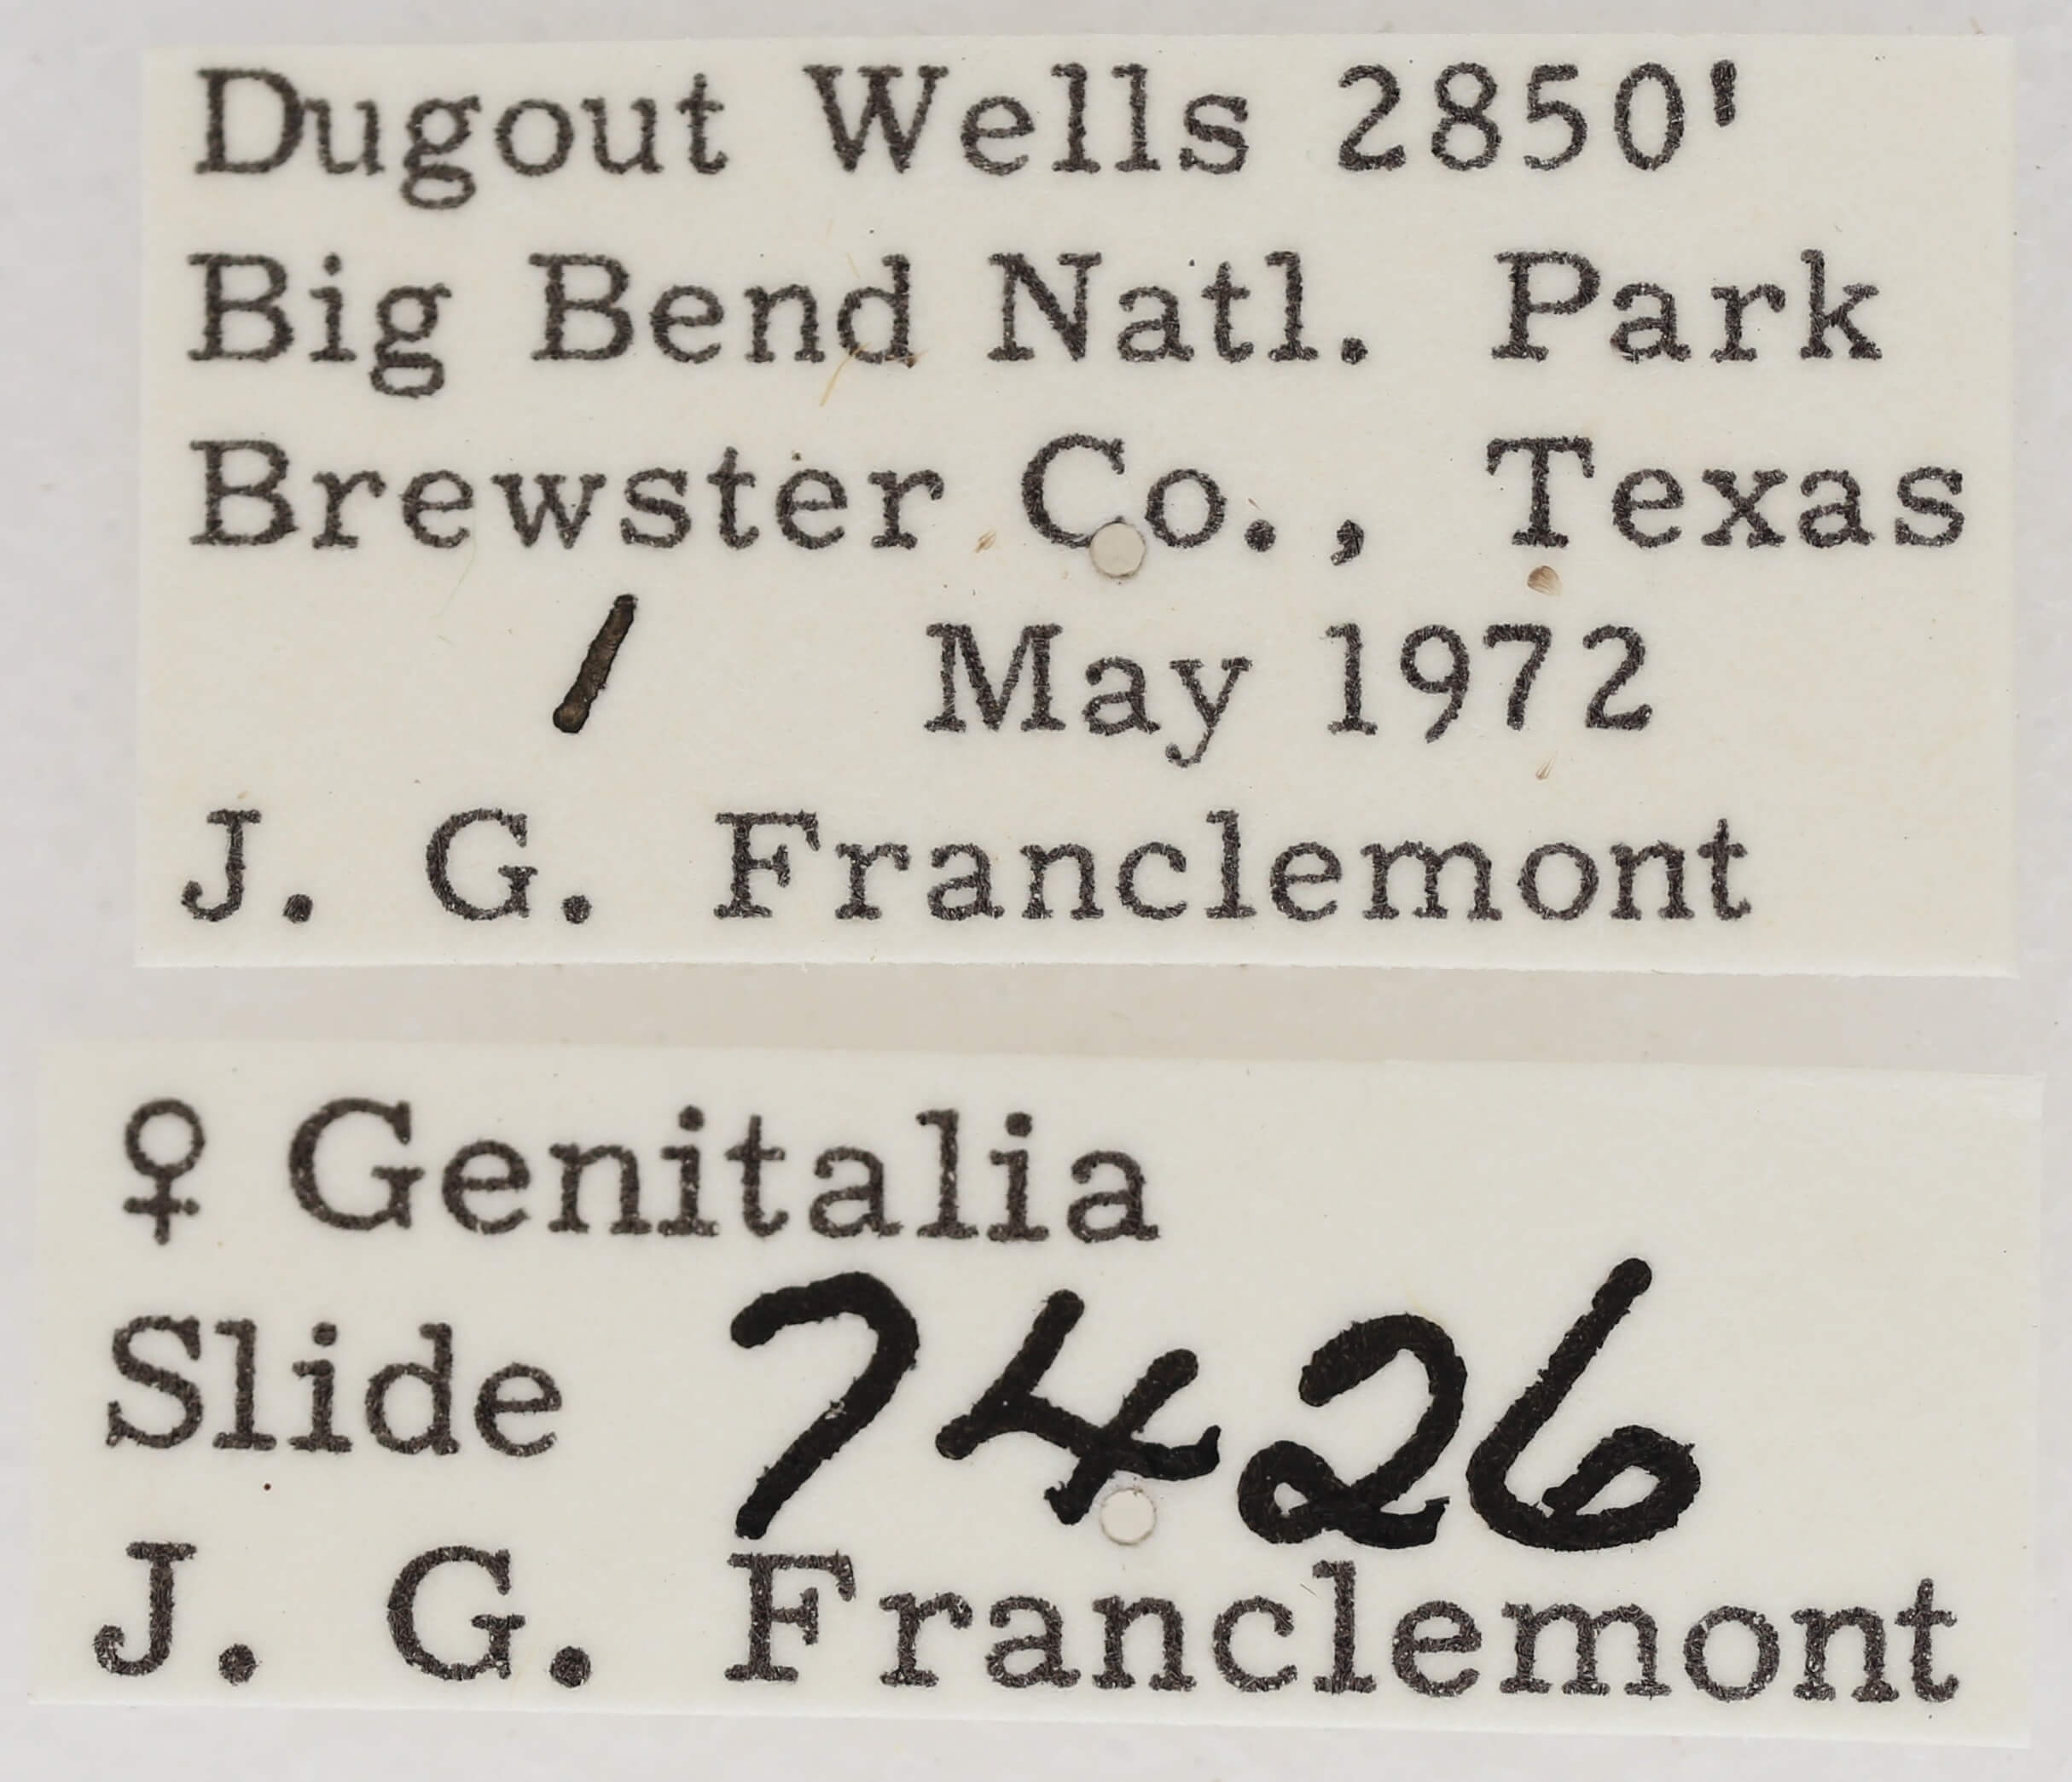 Dugout Wells 2850'
Big Bend Natl. Park
Brewster Co., Texas
1 May 1972
J. G. Franclemont
♀ Genitalia
Slide 7426
J. G. Franclemont